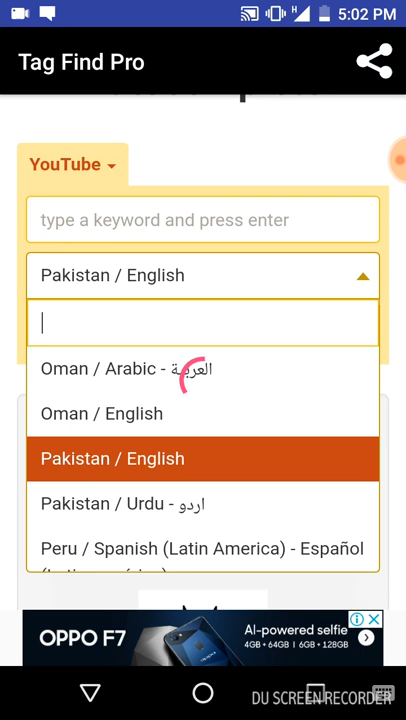 5:02 PM
Tag Find Pro
YouTube
type a keyword and press enter
Pakistan / English
Oman / Arabic - العربية
Oman / English
Pakistan / English
Pakistan / Urdu - اردو
Peru / Spanish (Latin America) - Español
OPPO F7
AI-powered selfie
4GB + 64GB | 6GB + 128GB
DU SCREEN RECORDER